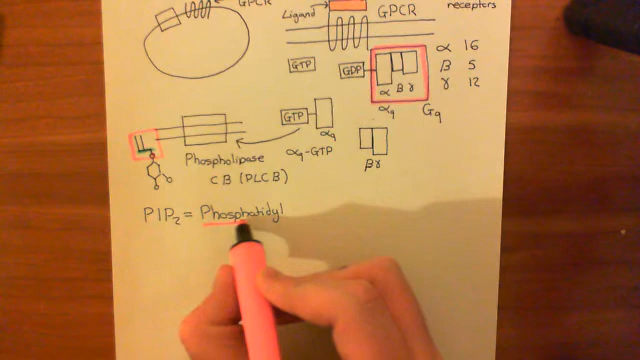 GPCR
Ligand
GPCR
receptors
GTP
GDP
α β γ
α 16
β 5
γ 12
αq
Gq
GTP
αq
αq-GTP
βγ
Phospholipase
Cβ (PLCβ)
PIP2 = Phosphatidyl